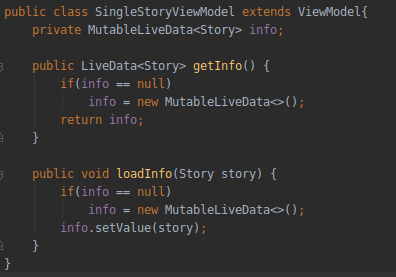 public class SingleStoryViewModel extends ViewModel{
    private MutableLiveData<Story> info;

    public LiveData<Story> getInfo() {
        if(info == null)
            info = new MutableLiveData<>();
        return info;
    }

    public void loadInfo(Story story) {
        if(info == null)
            info = new MutableLiveData<>();
        info.setValue(story);
    }
}